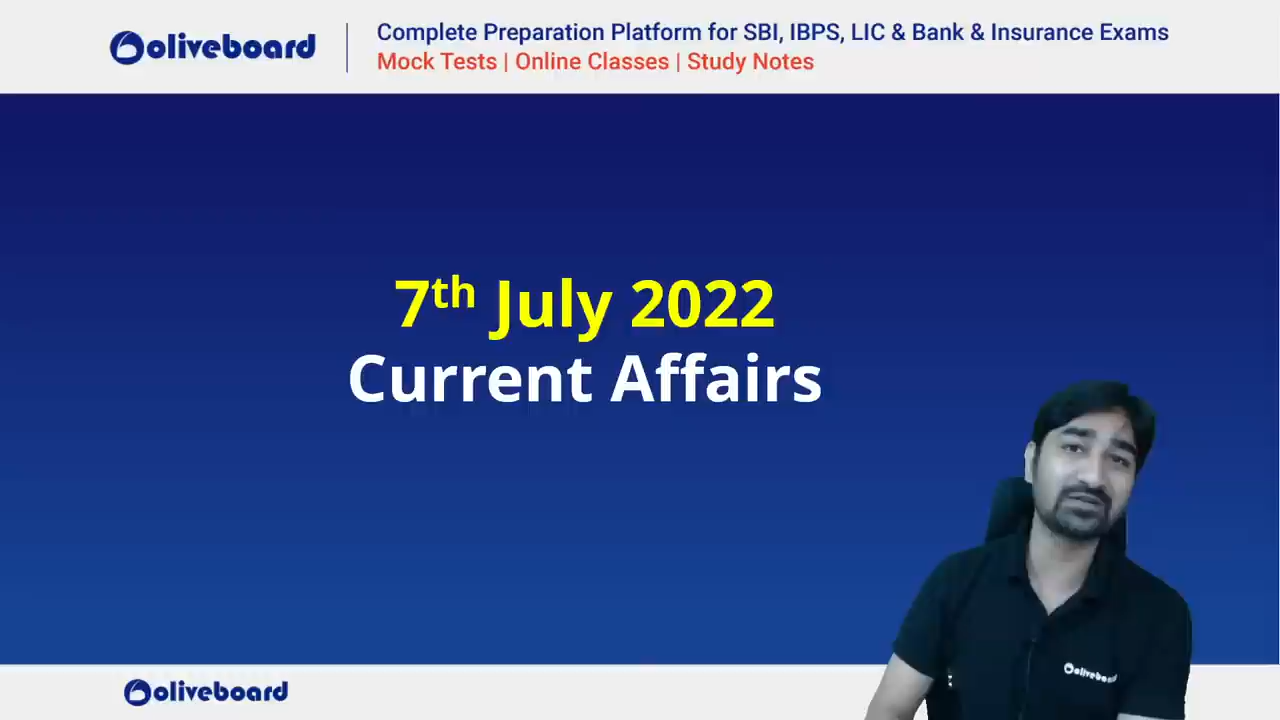 oliveboard
Complete Preparation Platform for SBI, IBPS, LIC & Bank & Insurance Exams
Mock Tests | Online Classes | Study Notes
7th July 2022
Current Affairs
oliveboard
oliveboard